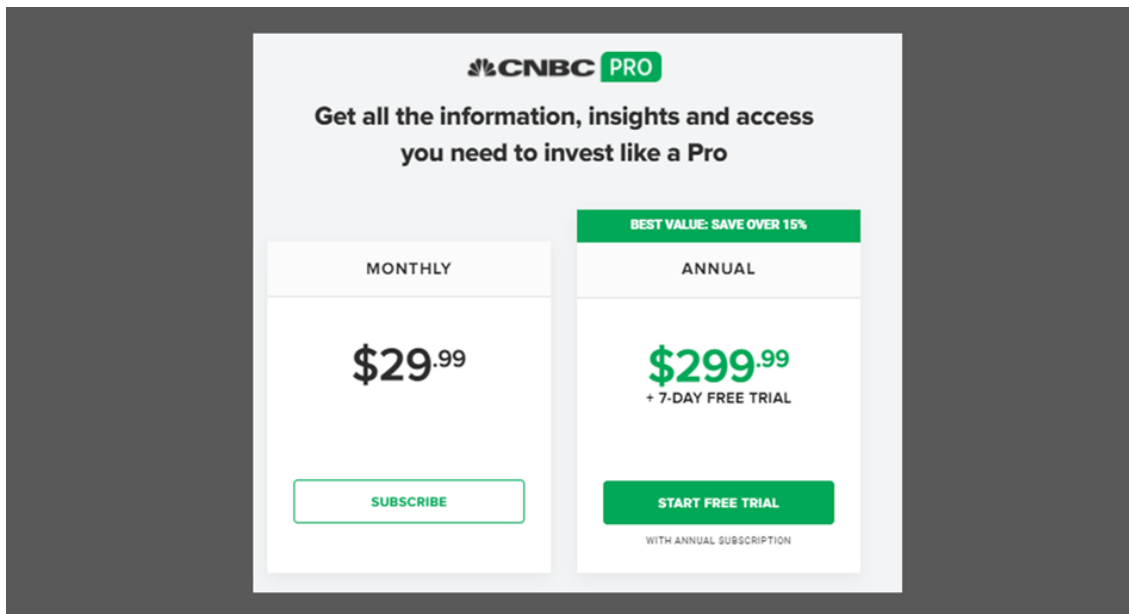 CNBC PRO
Get all the information, insights and access
you need to invest like a Pro
MONTHLY
$29.99
SUBSCRIBE
BEST VALUE: SAVE OVER 15%
ANNUAL
$299.99
+ 7-DAY FREE TRIAL
START FREE TRIAL
WITH ANNUAL SUBSCRIPTION